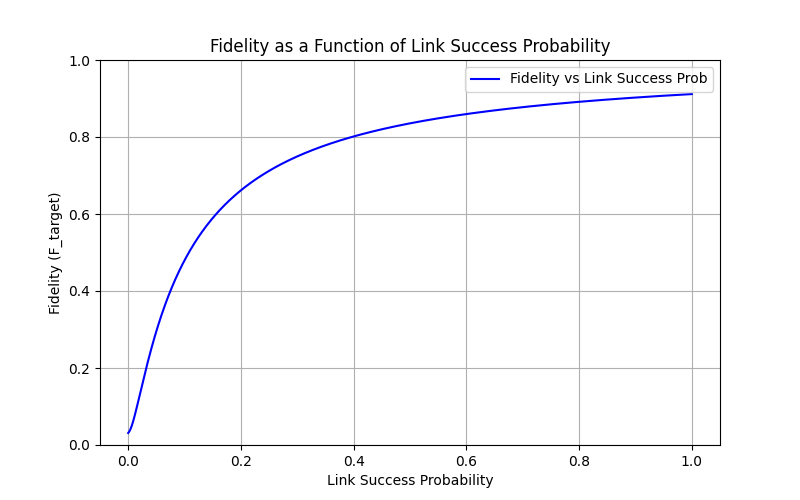 Fidelity as a Function of Link Success Probability
Fidelity vs Link Success Prob
Fidelity (F_target)
1.0
0.8
0.6
0.4
0.2
0.0
0.0 0.2 0.4 0.6 0.8 1.0
Link Success Probability